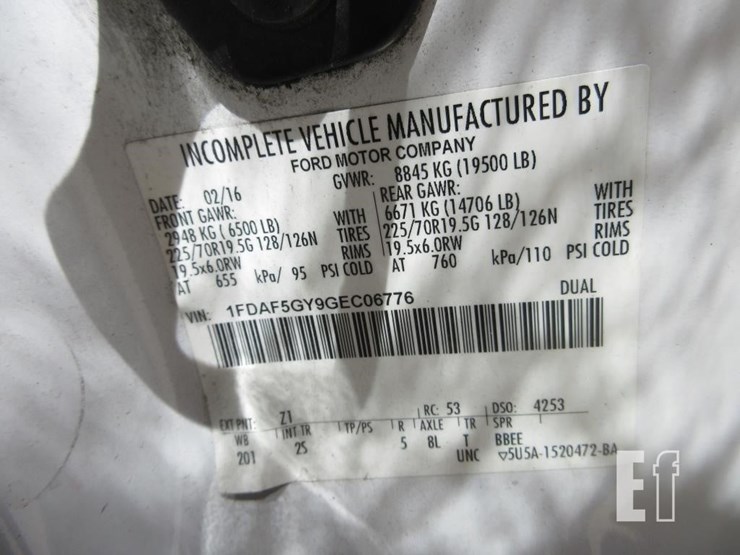 INCOMPLETE VEHICLE MANUFACTURED BY
FORD MOTOR COMPANY
DATE: 02/16 GVWR: 8845 KG (19500 LB)
FRONT GAWR: REAR GAWR:
2948 KG ( 6500 LB) WITH 6671 KG (14706 LB) WITH
225/70R19.5G 128/126N TIRES 225/70R19.5G 128/126N TIRES
19.5x6.0RW RIMS 19.5x6.0RW RIMS
AT 655 kPa/ 95 PSI COLD AT 760 kPa/110 PSI COLD
VIN: 1FDAF5GY9GEC06776 DUAL
EXT PNT: Z1 RC: 53 DSO: 4253
WB INT TR TP/PS R AXLE TR SPR
201 2S 5 8L T BBEE
UNC ▽5U5A-1520472-BA
Ef